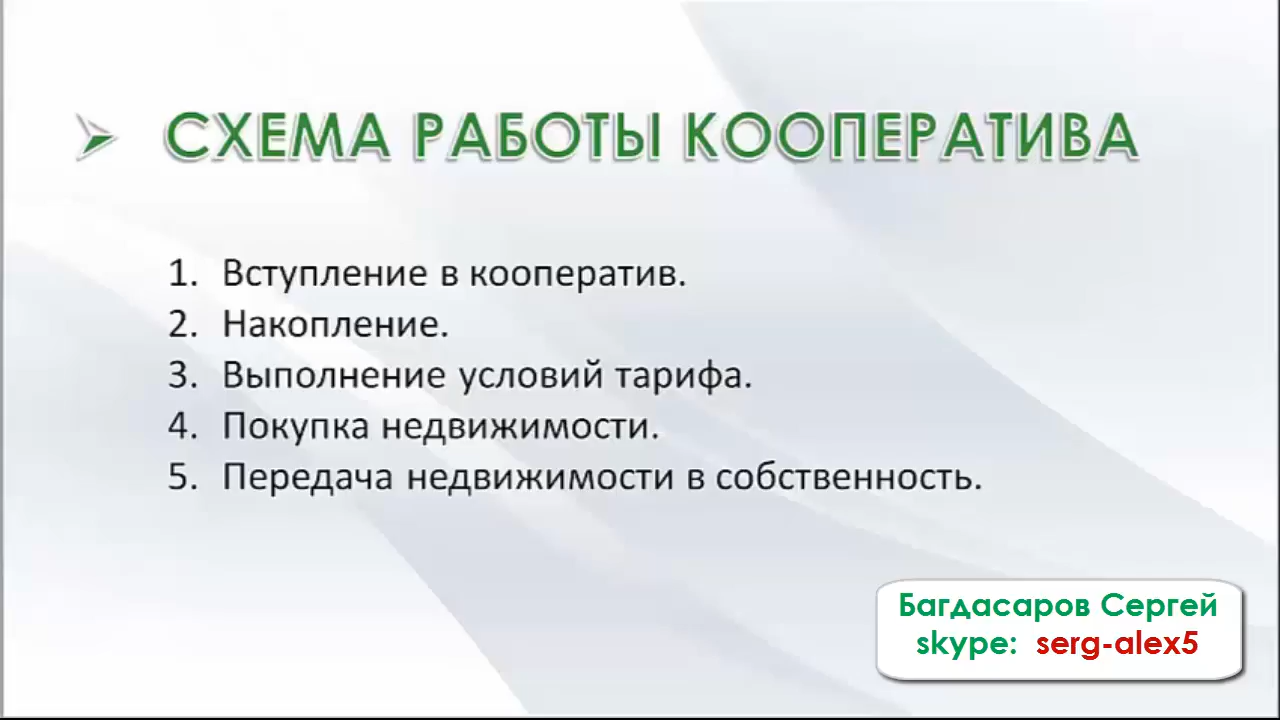 СХЕМА РАБОТЫ КООПЕРАТИВА
1. Вступление в кооператив.
2. Накопление.
3. Выполнение условий тарифа.
4. Покупка недвижимости.
5. Передача недвижимости в собственность.
Багдасаров Сергей
skype: serg-alex5